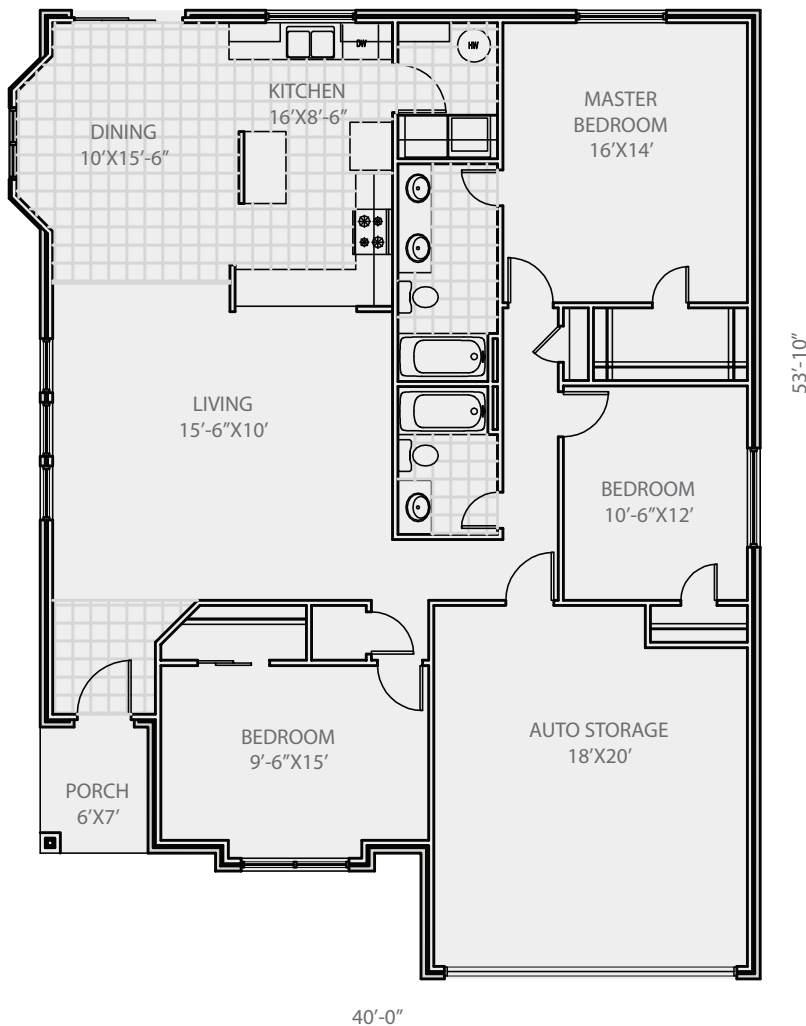 DW
HW
KITCHEN
16’X8’-6”
MASTER
BEDROOM
16’X14’
DINING
10’X15’-6”
53’-10”
LIVING
15’-6”X10’
BEDROOM
10’-6”X12’
AUTO STORAGE
18’X20’
BEDROOM
9’-6”X15’
PORCH
6’X7’
40’-0”